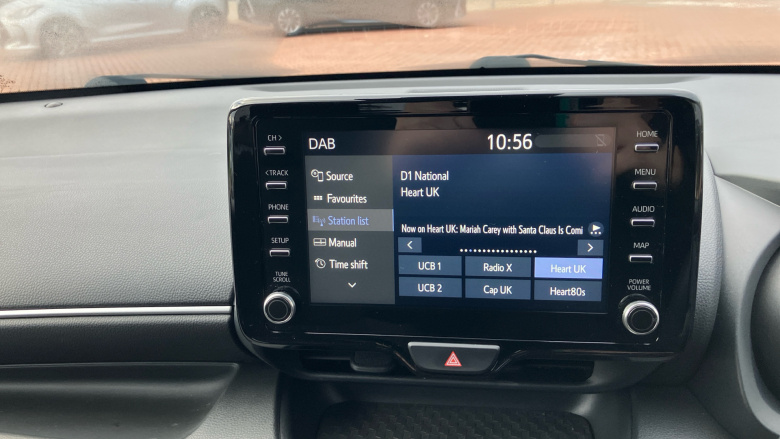 CH >
< TRACK
PHONE
SETUP
TUNE
SCROLL
DAB
10:56
Source
Favourites
Station list
Manual
Time shift
D1 National
Heart UK
Now on Heart UK: Mariah Carey with Santa Claus Is Comi
UCB 1
Radio X
Heart UK
UCB 2
Cap UK
Heart80s
HOME
MENU
AUDIO
MAP
POWER
VOLUME